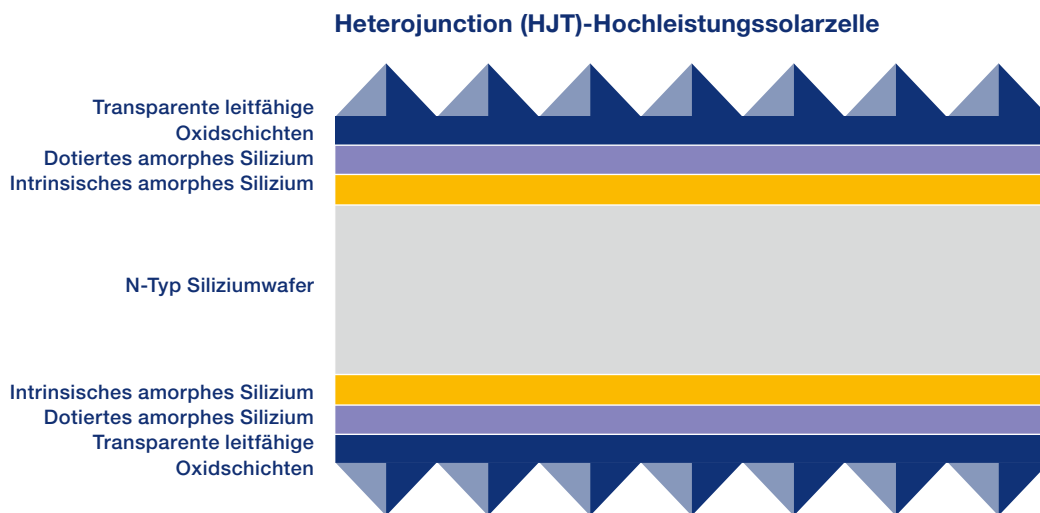 Heterojunction (HJT)-Hochleistungssolarzelle
Transparente leitfähige
Oxidschichten
Dotiertes amorphes Silizium
Intrinsisches amorphes Silizium
N-Typ Siliziumwafer
Intrinsisches amorphes Silizium
Dotiertes amorphes Silizium
Transparente leitfähige
Oxidschichten